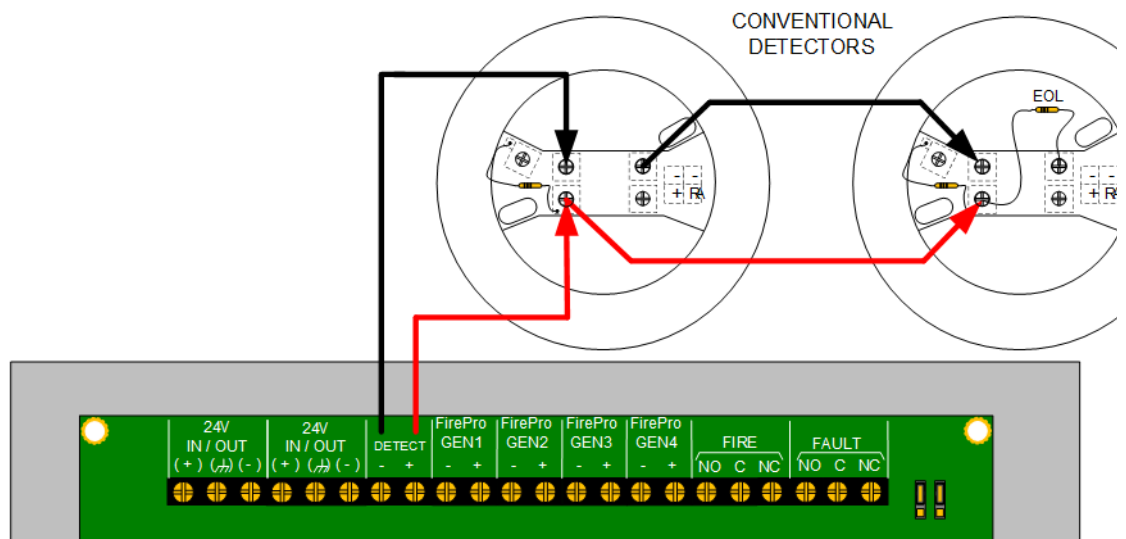 CONVENTIONAL
DETECTORS
EOL
- -
+ RA
- -
+
24V
IN / OUT
(+) (-)
24V
IN / OUT
(+) (-)
DETECT
- +
FirePro
GEN1
- +
FirePro
GEN2
- +
FirePro
GEN3
- +
FirePro
GEN4
- +
FIRE
NO C NC
FAULT
NO C NC